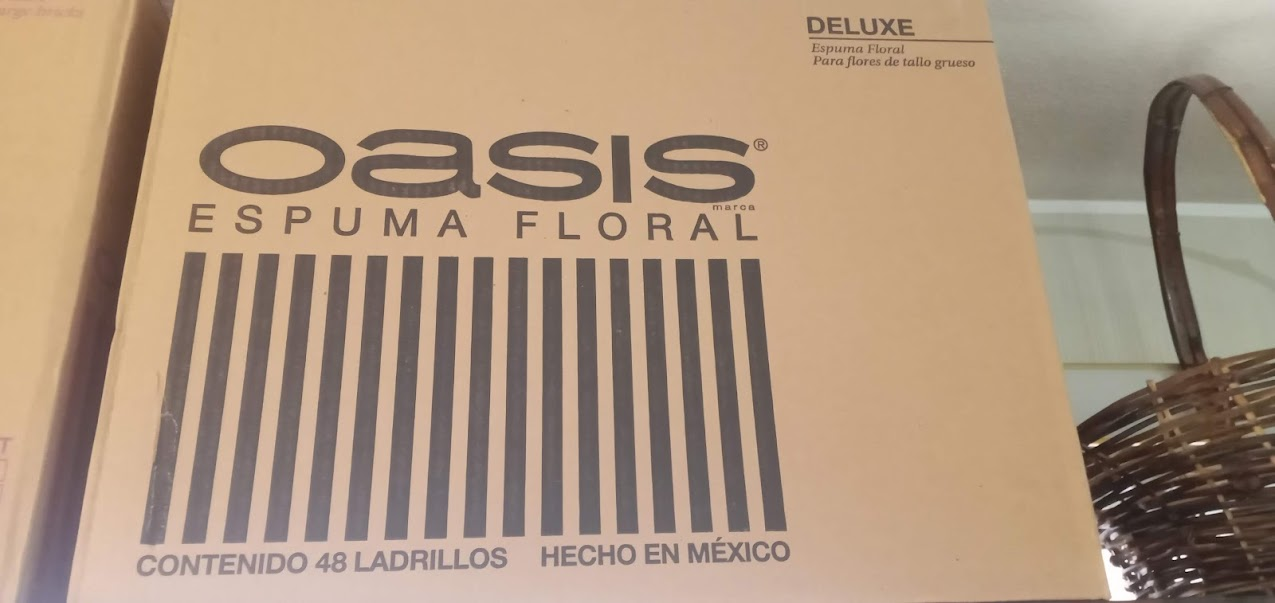 DELUXE
Espuma Floral
Para flores de tallo grueso
oasis®
marca
ESPUMA FLORAL
CONTENIDO 48 LADRILLOS HECHO EN MÉXICO